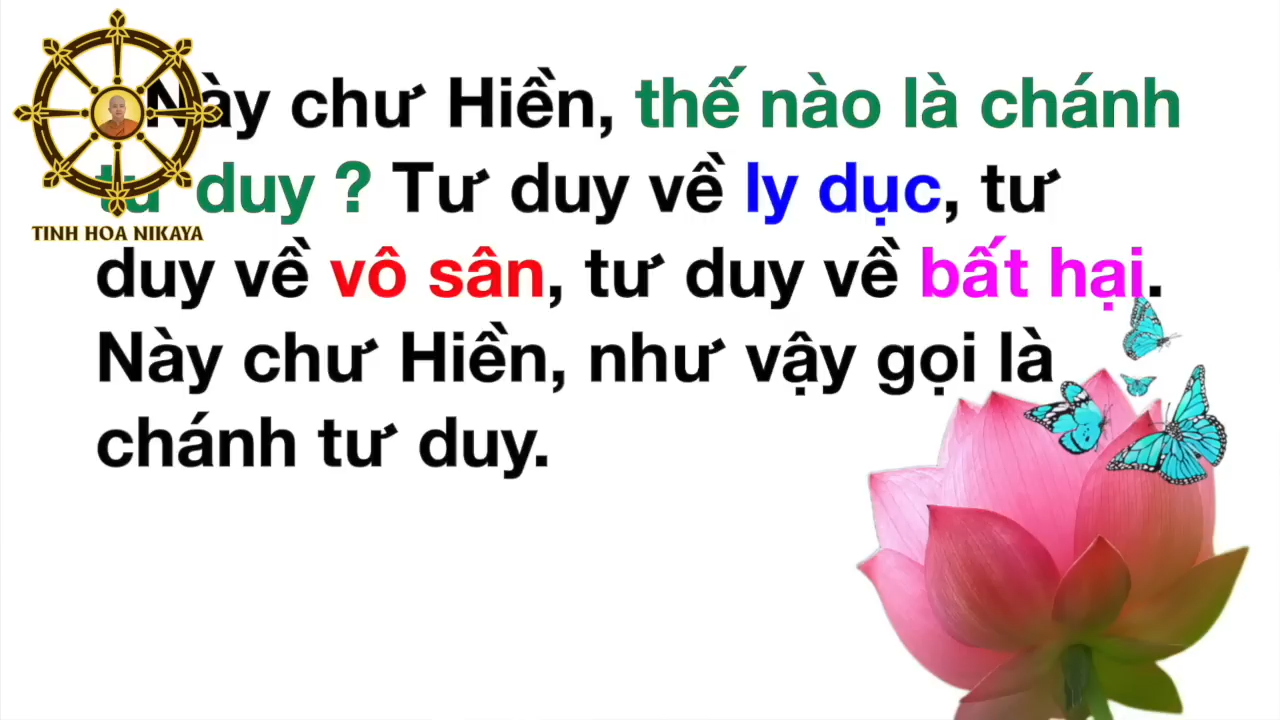 Này chư Hiền, thế nào là chánh
tư duy ? Tư duy về ly dục, tư
duy về vô sân, tư duy về bất hại.
Này chư Hiền, như vậy gọi là
chánh tư duy.
TINH HOA NIKAYA